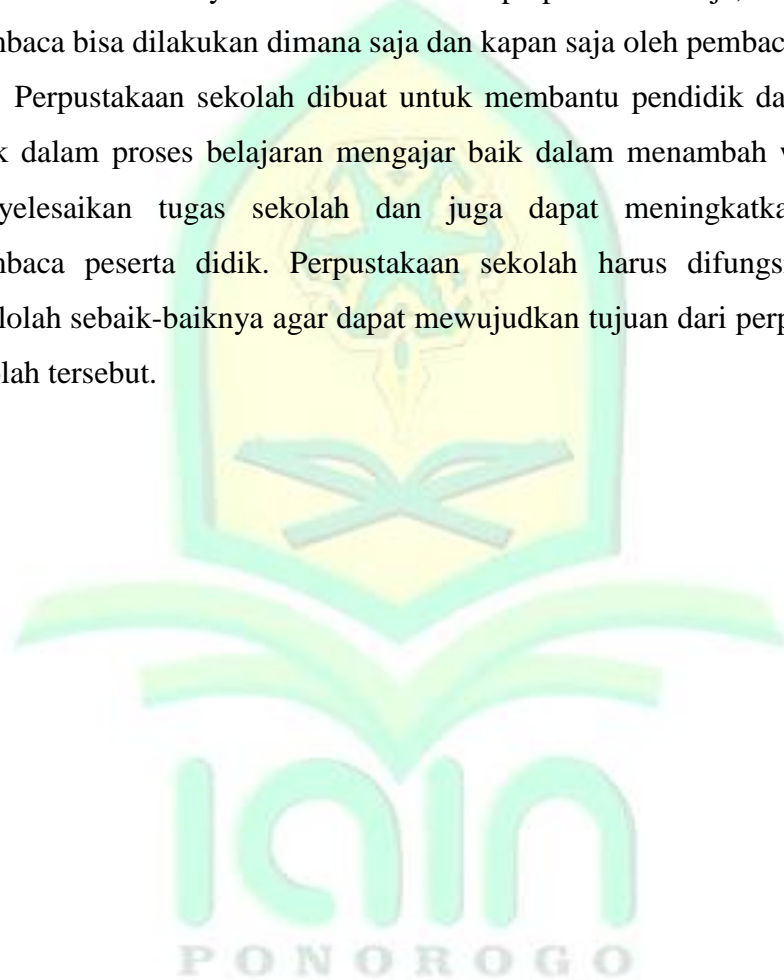 mbaca bisa dilakukan dimana saja dan kapan saja oleh pembac
Perpustakaan sekolah dibuat untuk membantu pendidik da
k dalam proses belajaran mengajar baik dalam menambah
yelesaikan tugas sekolah dan juga dapat meningkatka
mbaca peserta didik. Perpustakaan sekolah harus difungs
lolah sebaik-baiknya agar dapat mewujudkan tujuan dari perp
lah tersebut.
iain
PONOROGO